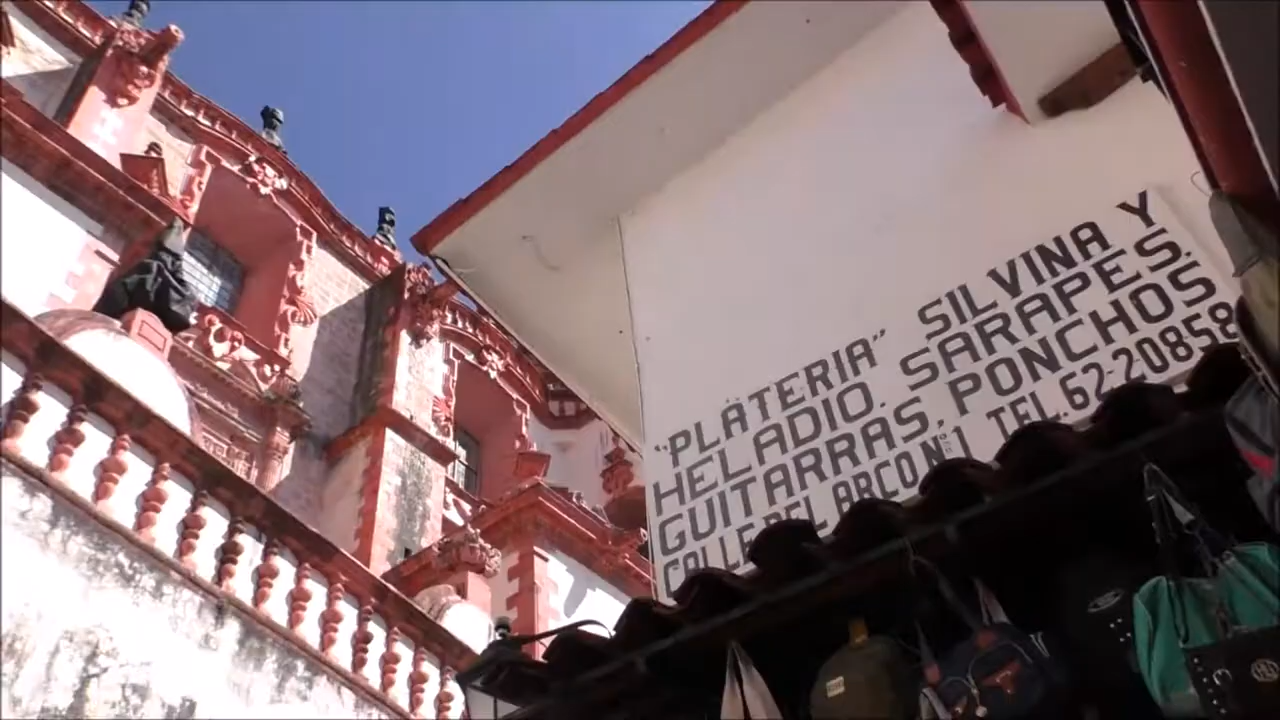 "PLATERIA" SILVINA Y
HELADIO. SARAPES.
GUITARRAS, PONCHOS
CALLE DEL ARCO Nº1 TEL. 62-20858